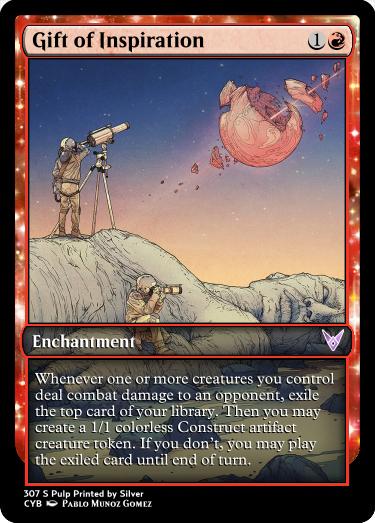 Gift of Inspiration 1
Enchantment
Whenever one or more creatures you control
deal combat damage to an opponent, exile
the top card of your library. Then you may
create a 1/1 colorless Construct artifact
creature token. If you don't, you may play
the exiled card until end of turn.
307 S Pulp Printed by Silver
CYB Pablo Munoz Gomez